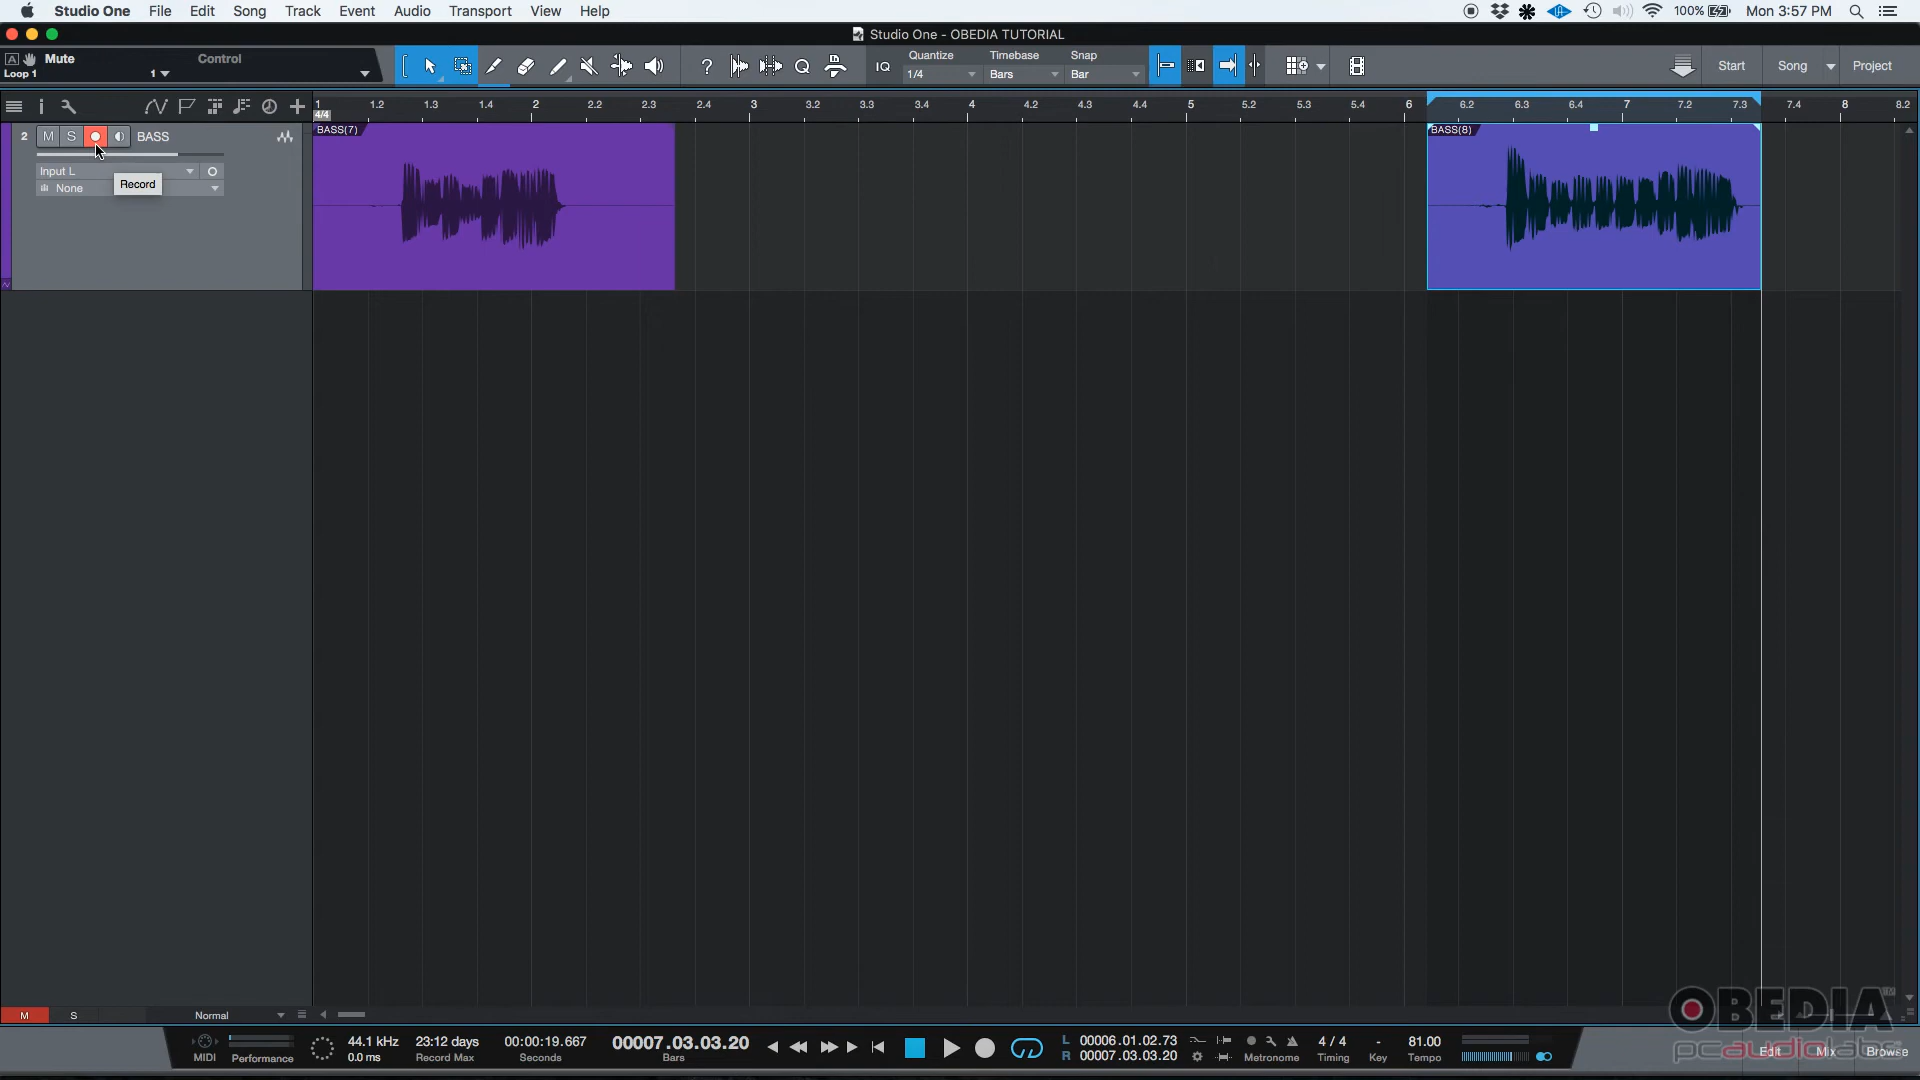 Studio One File Edit Song Track Event Audio Transport View Help
100% Mon 3:57 PM
Studio One - OBEDIA TUTORIAL
Mute Control
Loop 1 1
Quantize Timebase Snap
IQ 1/4 Bars Bar
Start Song Project
1 1.2 1.3 1.4 2 2.2 2.3 2.4 3 3.2 3.3 3.4 4 4.2 4.3 4.4 5 5.2 5.3 5.4 6 6.2 6.3 6.4 7 7.2 7.3 7.4 8 8.2
4/4
2 M S BASS
BASS(7) BASS(8)
Input L
None
Record
M S Normal
OBEDIA
pcaudiolabs
MIDI
Performance
44.1 kHz
0.0 ms
23:12 days
Record Max
00:00:19.667
Seconds
00007.03.03.20
Bars
L 00006.01.02.73
R 00007.03.03.20
Metronome
4 / 4
Timing
-
Key
81.00
Tempo
Edit Mix Browse